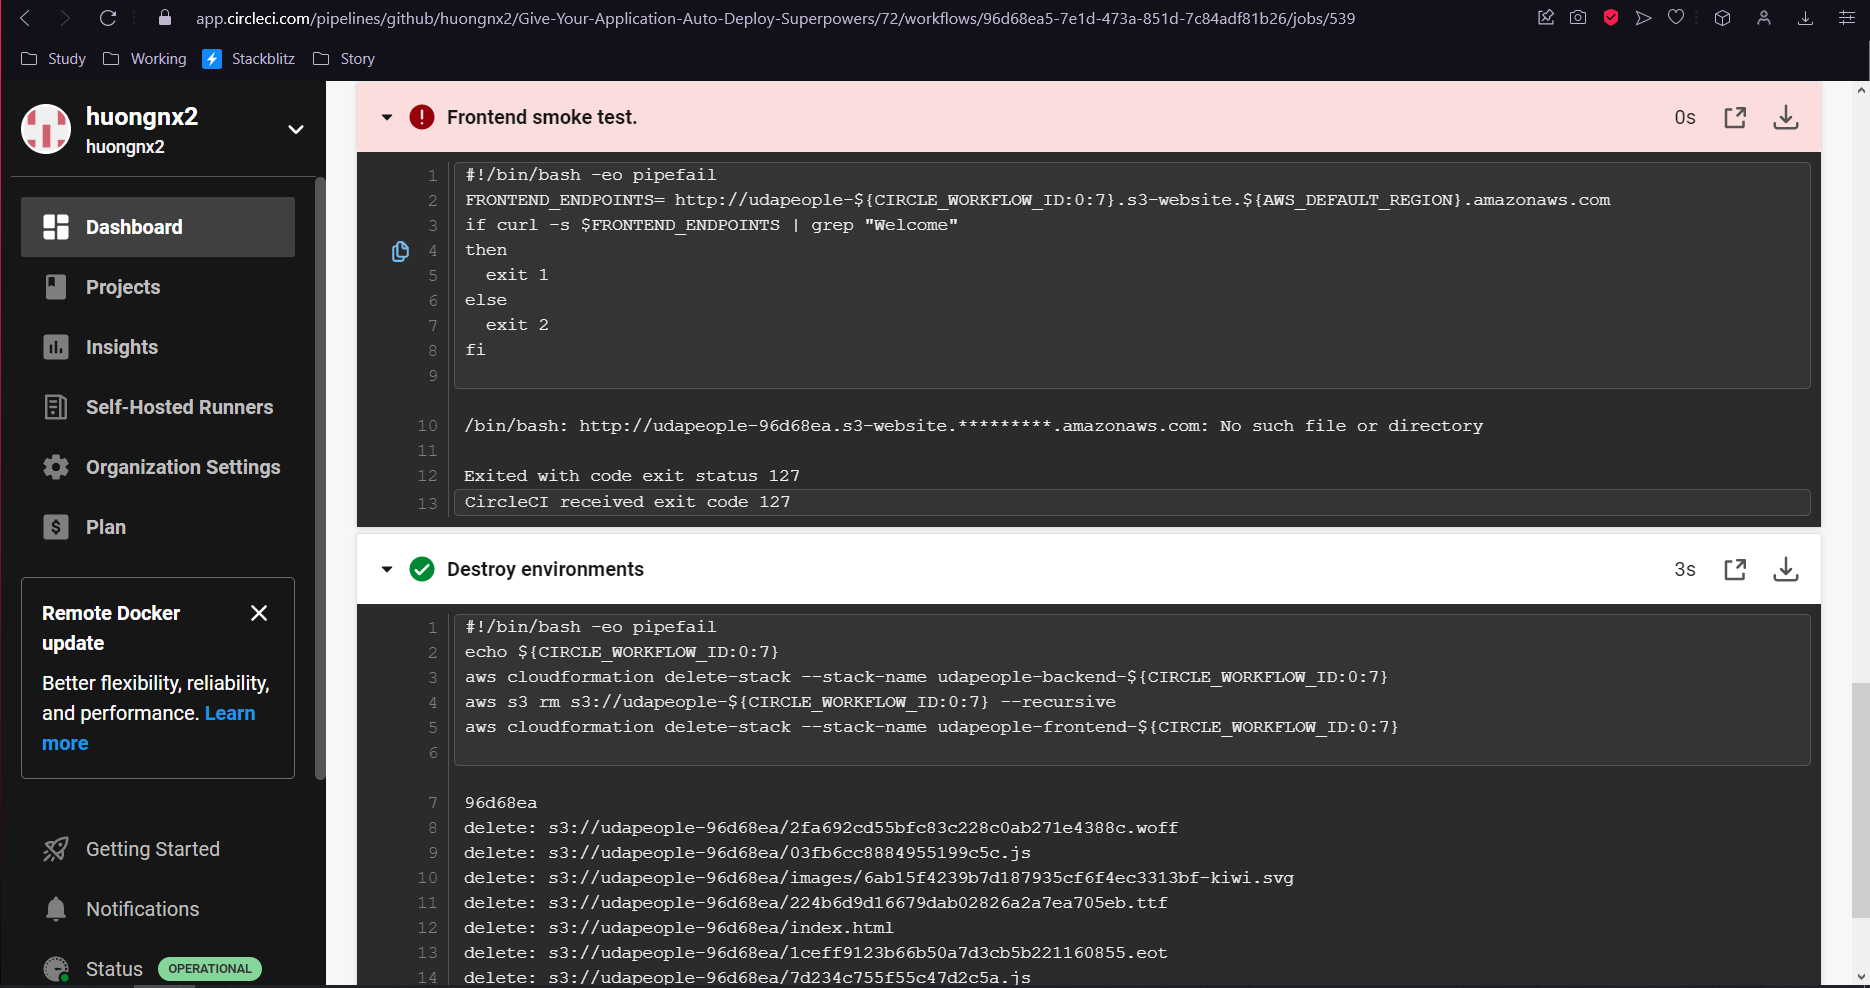 app.circleci.com/pipelines/github/huongnx2/Give-Your-Application-Auto-Deploy-Superpowers/72/workflows/96d68ea5-7e1d-473a-851d-7c84adf81b26/jobs/539
Study
Working
Stackblitz
Story
huongnx2
huongnx2
Dashboard
Projects
Insights
Self-Hosted Runners
Organization Settings
Plan
Remote Docker
update
Better flexibility, reliability,
and performance. Learn
more
Getting Started
Notifications
Status OPERATIONAL
Frontend smoke test.
0s
1 #!/bin/bash -eo pipefail
2 FRONTEND_ENDPOINTS= http://udapeople-${CIRCLE_WORKFLOW_ID:0:7}.s3-website.${AWS_DEFAULT_REGION}.amazonaws.com
3 if curl -s $FRONTEND_ENDPOINTS | grep "Welcome"
4 then
5   exit 1
6 else
7   exit 2
8 fi
9
10 /bin/bash: http://udapeople-96d68ea.s3-website.*********.amazonaws.com: No such file or directory
11
12 Exited with code exit status 127
13 CircleCI received exit code 127
Destroy environments
3s
1 #!/bin/bash -eo pipefail
2 echo ${CIRCLE_WORKFLOW_ID:0:7}
3 aws cloudformation delete-stack --stack-name udapeople-backend-${CIRCLE_WORKFLOW_ID:0:7}
4 aws s3 rm s3://udapeople-${CIRCLE_WORKFLOW_ID:0:7} --recursive
5 aws cloudformation delete-stack --stack-name udapeople-frontend-${CIRCLE_WORKFLOW_ID:0:7}
6
7 96d68ea
8 delete: s3://udapeople-96d68ea/2fa692cd55bfc83c228c0ab271e4388c.woff
9 delete: s3://udapeople-96d68ea/03fb6cc8884955199c5c.js
10 delete: s3://udapeople-96d68ea/images/6ab15f4239b7d187935cf6f4ec3313bf-kiwi.svg
11 delete: s3://udapeople-96d68ea/224b6d9d16679dab02826a2a7ea705eb.ttf
12 delete: s3://udapeople-96d68ea/index.html
13 delete: s3://udapeople-96d68ea/1ceff9123b66b50a7d3cb5b221160855.eot
14 delete: s3://udapeople-96d68ea/7d234c755f55c47d2c5a.js